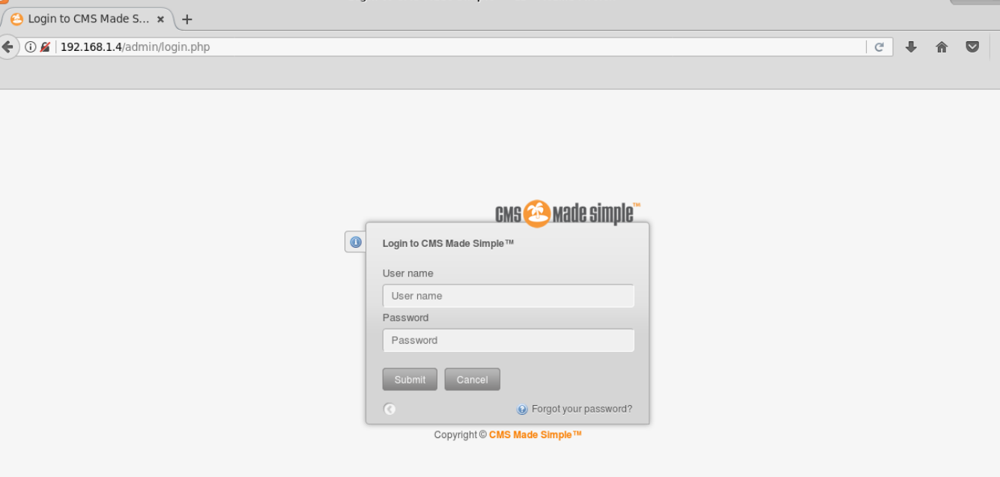 Login to CMS Made S...
192.168.1.4/admin/login.php
CMS Made simple™
Login to CMS Made Simple™
User name
User name
Password
Password
Submit Cancel
Forgot your password?
Copyright © CMS Made Simple™